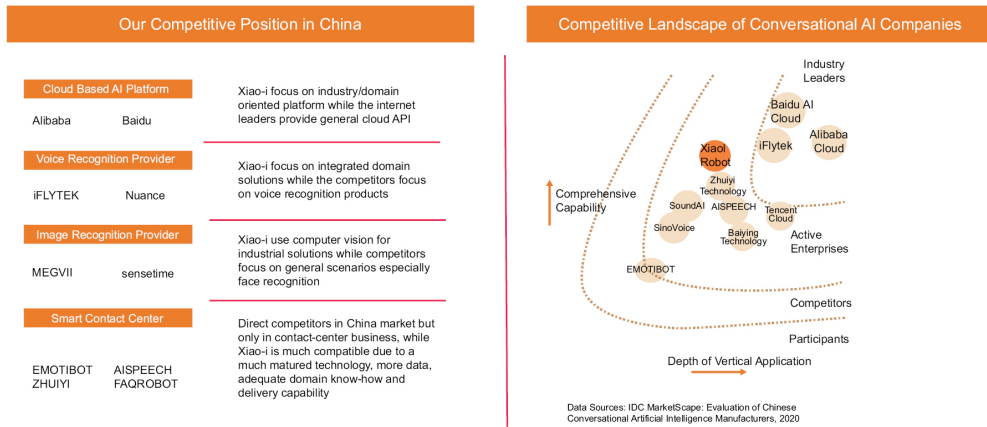 Our Competitive Position in China
Cloud Based AI Platform
Alibaba
Baidu
Xiao-i focus on industry/domain
oriented platform while the internet
leaders provide general cloud API
Voice Recognition Provider
iFLYTEK
Nuance
Xiao-i focus on integrated domain
solutions while the competitors focus
on voice recognition products
Image Recognition Provider
MEGVII
sensetime
Xiao-i use computer vision for
industrial solutions while competitors
focus on general scenarios especially
face recognition
Smart Contact Center
EMOTIBOT
AISPEECH
ZHUIYI
FAQROBOT
Direct competitors in China market but
only in contact-center business, while
Xiao-i is much compatible due to a
much matured technology, more data,
adequate domain know-how and
delivery capability
Competitive Landscape of Conversational AI Companies
Industry
Leaders
Baidu AI
Cloud
iFlytek
Alibaba
Cloud
XiaoI
Robot
Zhuiyi
Technology
SoundAI
AISPEECH
Tencent
Cloud
SinoVoice
Baiying
Technology
EMOTIBOT
Comprehensive
Capability
Active
Enterprises
Competitors
Participants
Depth of Vertical Application
Data Sources: IDC MarketScape: Evaluation of Chinese
Conversational Artificial Intelligence Manufacturers, 2020